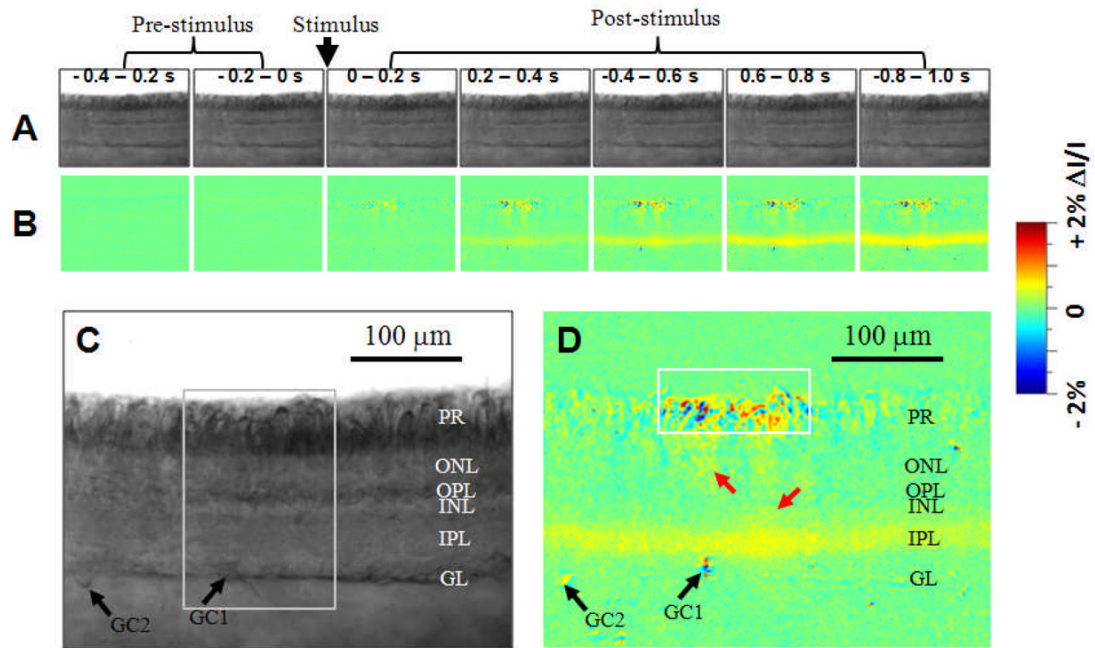 Pre-stimulus Stimulus Post-stimulus
- 0.4 – 0.2 s - 0.2 – 0 s 0 – 0.2 s 0.2 – 0.4 s -0.4 – 0.6 s 0.6 – 0.8 s -0.8 – 1.0 s
A
B
+ 2% ΔI/I
0
- 2%
C
100 µm
PR
ONL
OPL
INL
IPL
GL
GC2
GC1
D
100 µm
PR
ONL
OPL
INL
IPL
GL
GC2
GC1